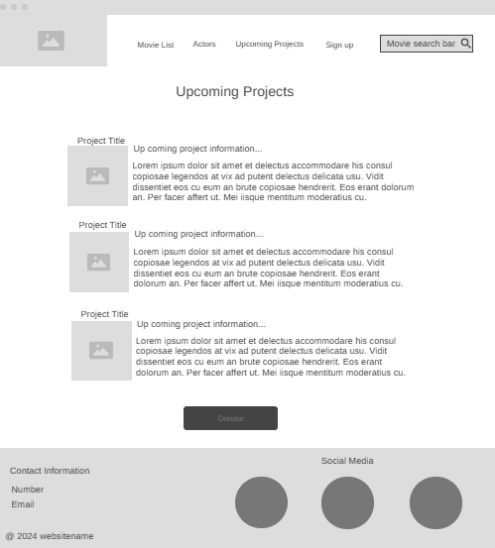 Movie List
Actors
Upcoming Projects
Sign up
Movie search bar
Upcoming Projects
Project Title
Up coming project information...
Lorem ipsum dolor sit amet et delectus accommodare his consul
copiosae legendos at vix ad putent delectus delicata usu. Vidit
dissentiet eos cu eum an brute copiosae hendrerit. Eos erant dolorum
an. Per facer affert ut. Mei iisque mentitum moderatius cu.
Project Title
Up coming project information...
Lorem ipsum dolor sit amet et delectus accommodare his consul
copiosae legendos at vix ad putent delectus delicata usu. Vidit
dissentiet eos cu eum an brute copiosae hendrerit. Eos erant
dolorum an. Per facer affert ut. Mei iisque mentitum moderatius cu.
Project Title
Up coming project information...
Lorem ipsum dolor sit amet et delectus accommodare his consul
copiosae legendos at vix ad putent delectus delicata usu. Vidit
dissentiet eos cu eum an brute copiosae hendrerit. Eos erant
dolorum an. Per facer affert ut. Mei iisque mentitum moderatius cu.
Donate
Social Media
Contact Information
Number
Email
@ 2024 websitename